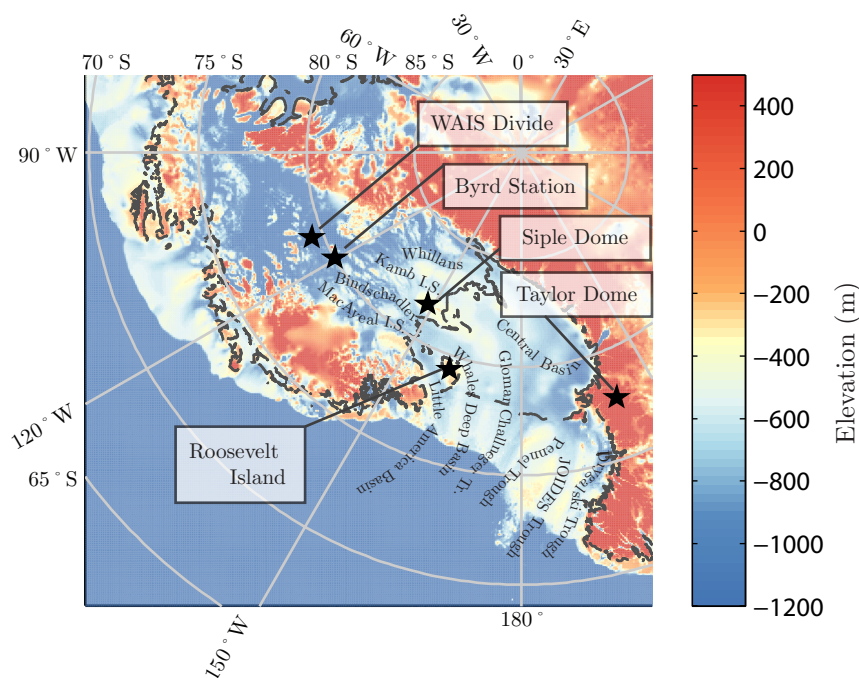 60°W
30°W
70°S
75°S
80°S
85°S
0°
30°E
90°W
WAIS Divide
Byrd Station
Siple Dome
Taylor Dome
Whillans
Kamb I.S.
Bindschadler
MacAyeal I.S.
Central Basin
Whales Deep Basin
Little America Basin
Glomar Challneger Tr.
Pennel Trough
JOIDES Trough
Drygalski Trough
Roosevelt
Island
120°W
65°S
150°W
180°
400
200
0
−200
−400
−600
−800
−1000
−1200
Elevation (m)